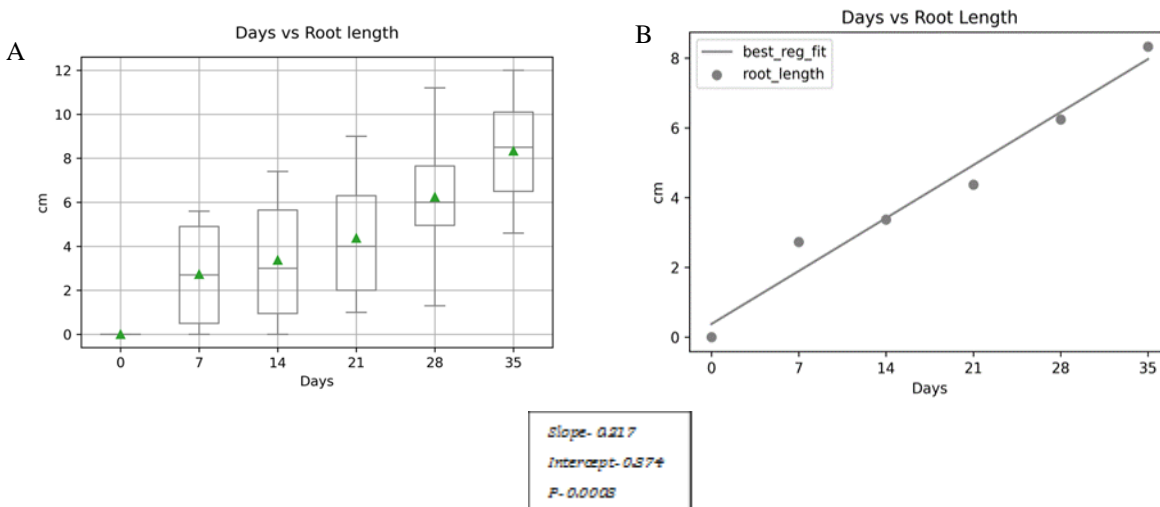 A
Days vs Root length
cm
12
10
8
6
4
2
0
0 7 14 21 28 35
Days
B
Days vs Root Length
best_reg_fit
root_length
cm
8
6
4
2
0
0 7 14 21 28 35
Days
Slope- 0.217
Intercept- 0.374
P- 0.0003